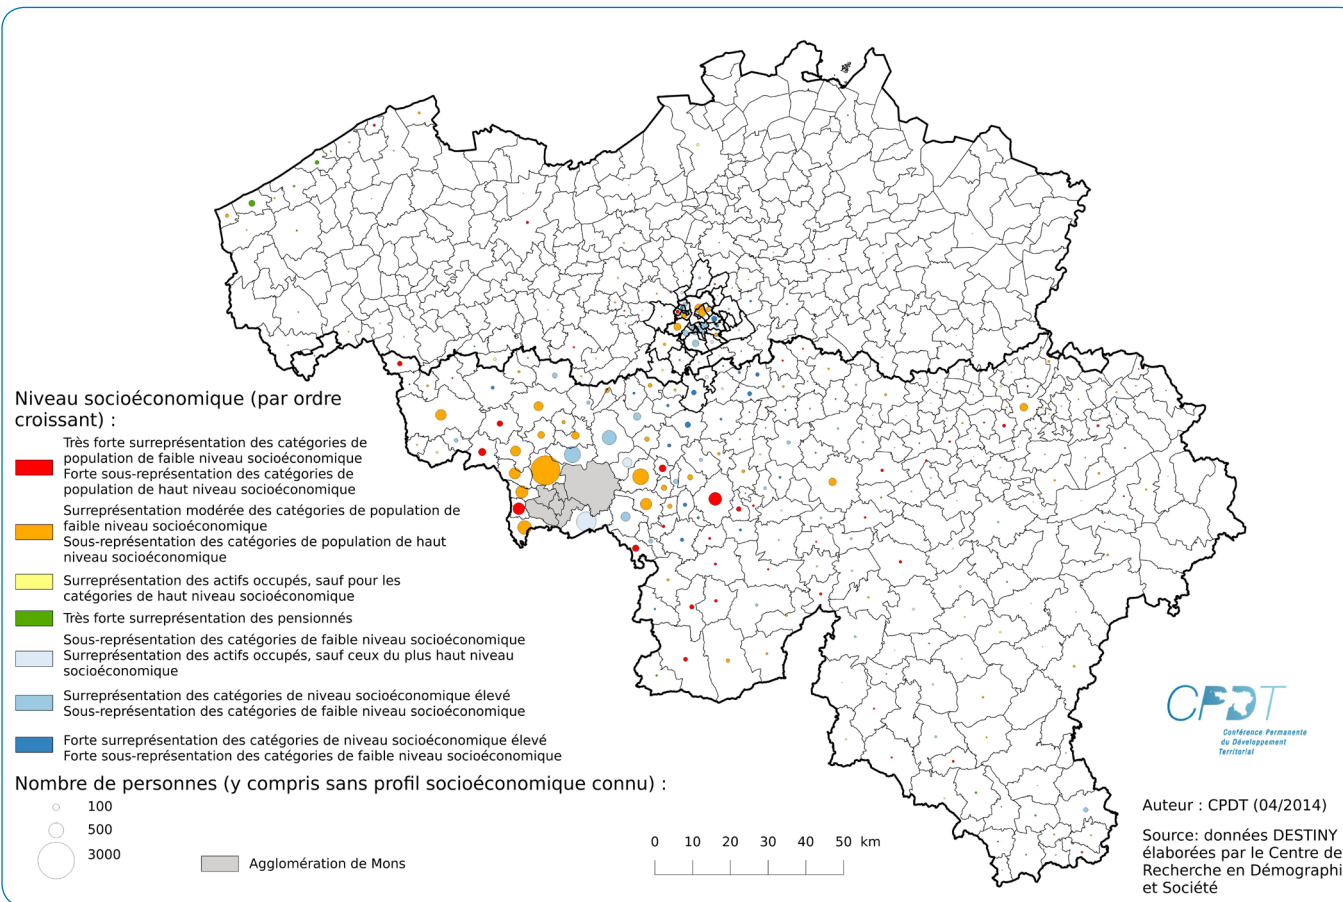 Niveau socioéconomique (par ordre
croissant) :
Très forte surreprésentation des catégories de
population de faible niveau socioéconomique
Forte sous-représentation des catégories de
population de haut niveau socioéconomique
Surreprésentation modérée des catégories de population de
faible niveau socioéconomique
Sous-représentation des catégories de population de haut
niveau socioéconomique
Surreprésentation des actifs occupés, sauf pour les
catégories de haut niveau socioéconomique
Très forte surreprésentation des pensionnés
Sous-représentation des catégories de faible niveau socioéconomique
Surreprésentation des actifs occupés, sauf ceux du plus haut niveau
socioéconomique
Surreprésentation des catégories de niveau socioéconomique élevé
Sous-représentation des catégories de faible niveau socioéconomique
Forte surreprésentation des catégories de niveau socioéconomique élevé
Forte sous-représentation des catégories de faible niveau socioéconomique
Nombre de personnes (y compris sans profil socioéconomique connu) :
100
500
3000
Agglomération de Mons
0 10 20 30 40 50 km
CPDT
Conférence Permanente
du Développement
Territorial
Auteur : CPDT (04/2014)
Source: données DESTINY
élaborées par le Centre de
Recherche en Démographi
et Société